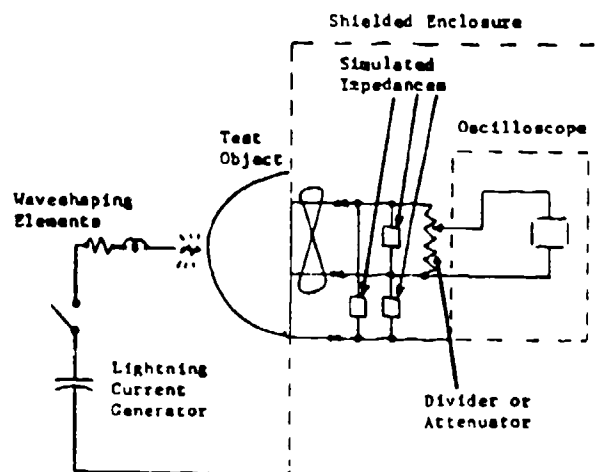 Shielded Enclosure
Simulated
Impedances
Oscilloscope
Test
Object
Waveshaping
Elements
Lightning
Current
Generator
Divider or
Attenuator